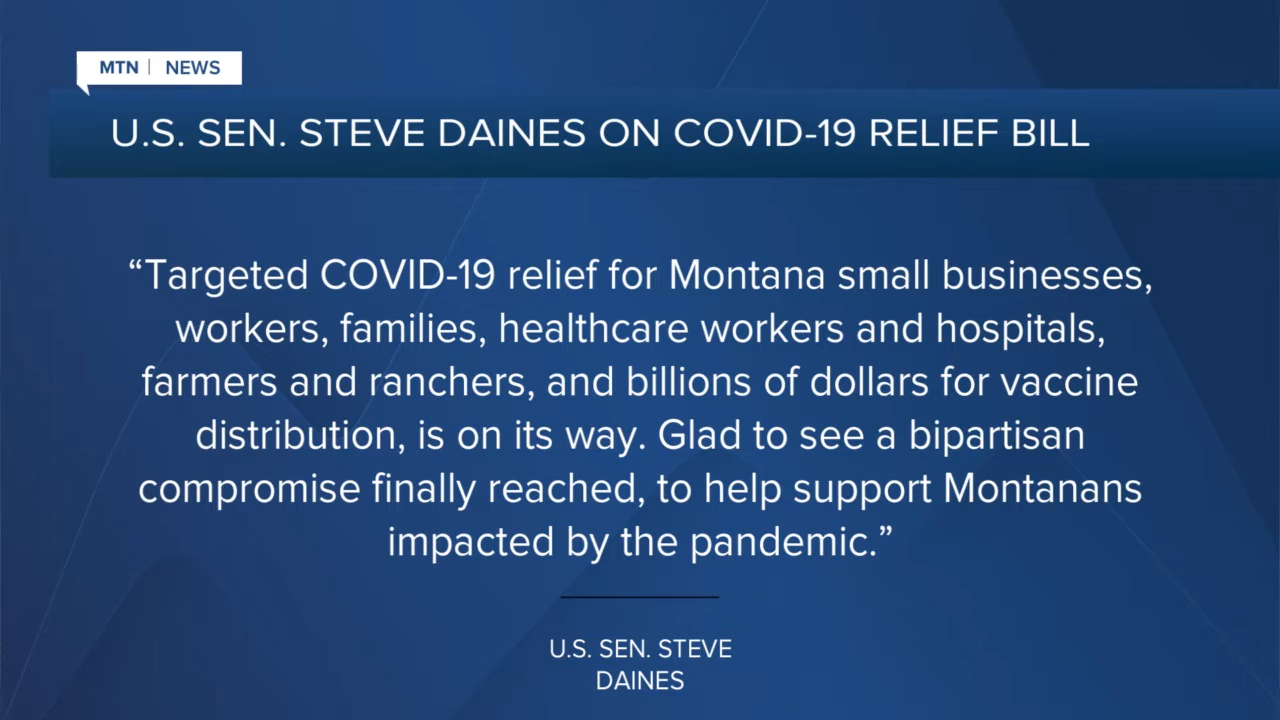 MTN | NEWS
U.S. SEN. STEVE DAINES ON COVID-19 RELIEF BILL
“Targeted COVID-19 relief for Montana small businesses,
workers, families, healthcare workers and hospitals,
farmers and ranchers, and billions of dollars for vaccine
distribution, is on its way. Glad to see a bipartisan
compromise finally reached, to help support Montanans
impacted by the pandemic.”
U.S. SEN. STEVE
DAINES